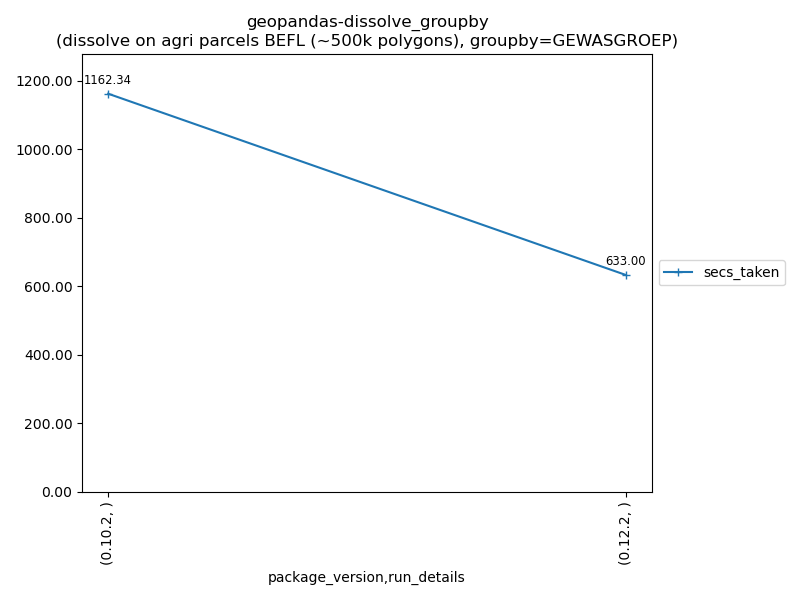 geopandas-dissolve_groupby
(dissolve on agri parcels BEFL (~500k polygons), groupby=GEWASGROEP)
1200.00
1000.00
800.00
600.00
400.00
200.00
0.00
1162.34
633.00
secs_taken
(0.10.2, )
(0.12.2, )
package_version,run_details